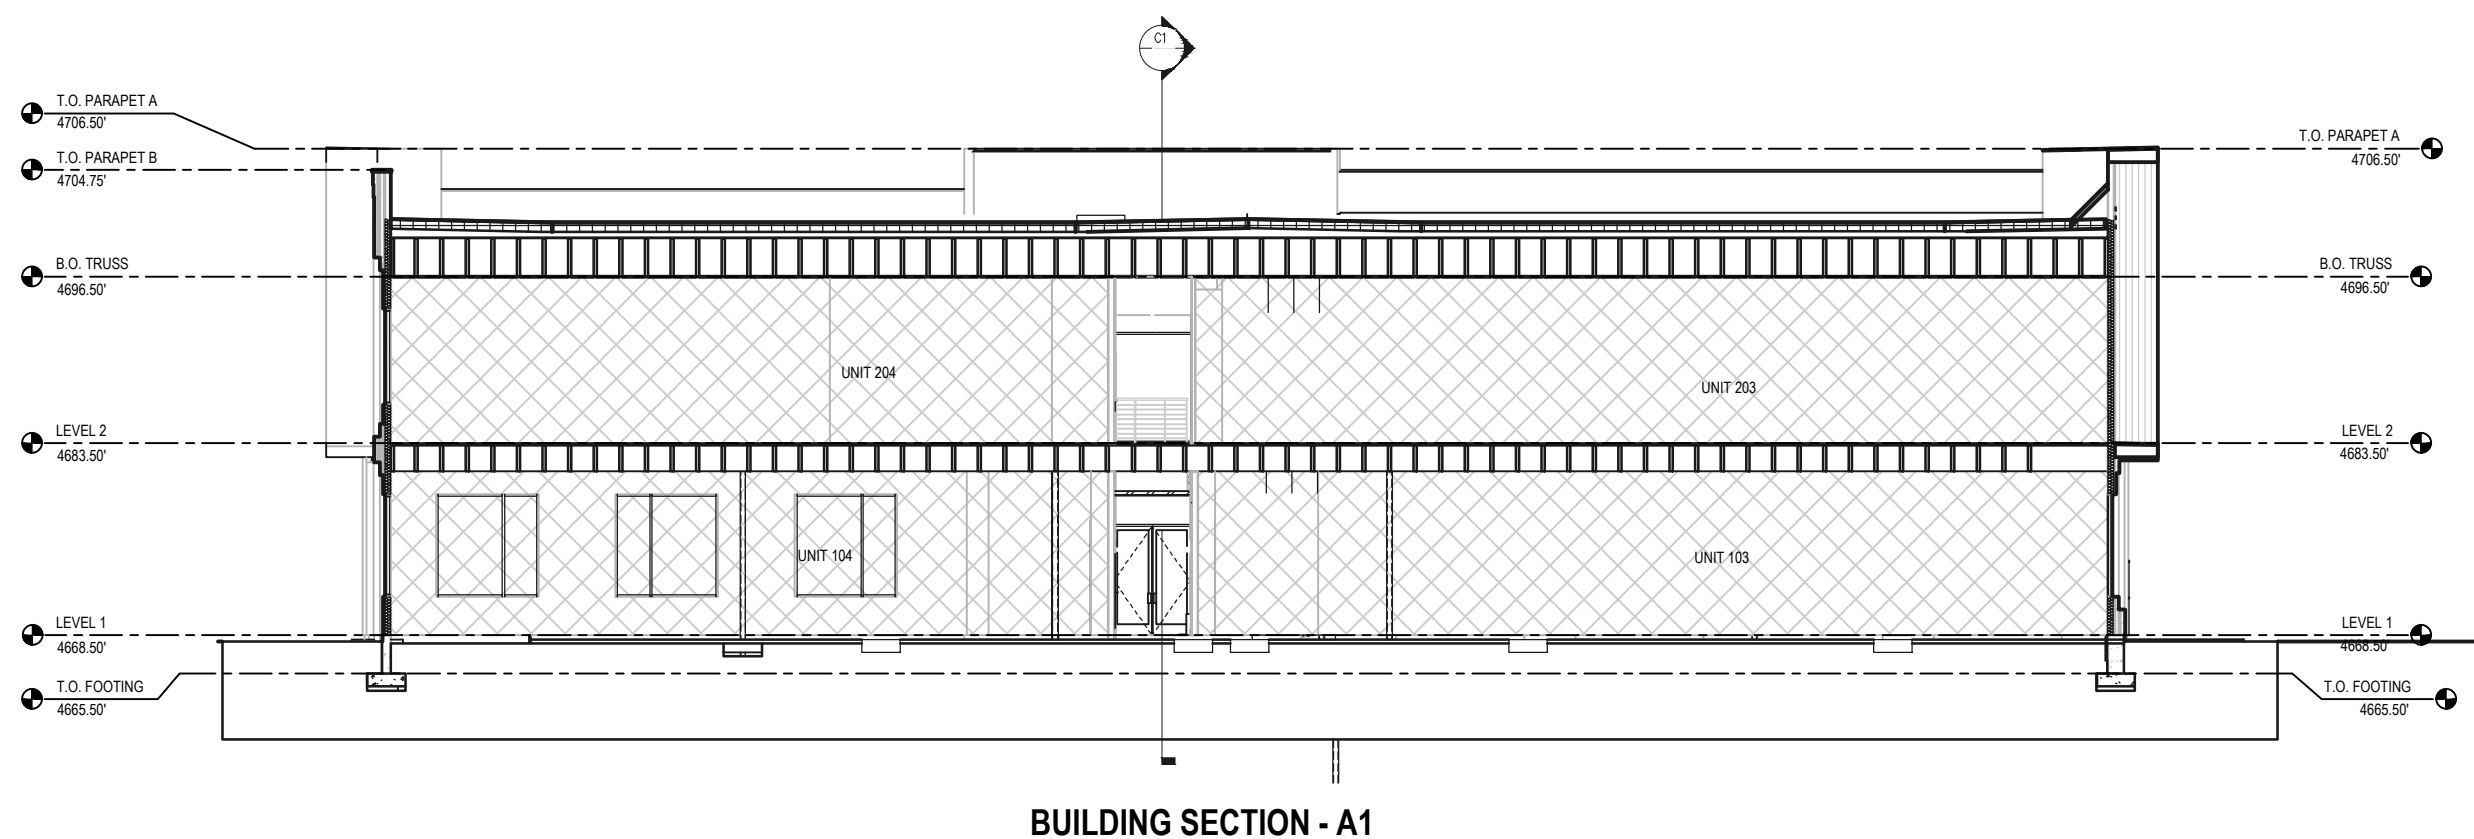 C1
T.O. PARAPET A
4706.50'
T.O. PARAPET B
4704.75'
T.O. PARAPET A
4706.50'
B.O. TRUSS
4696.50'
B.O. TRUSS
4696.50'
UNIT 204
UNIT 203
LEVEL 2
4683.50'
LEVEL 2
4683.50'
UNIT 104
UNIT 103
LEVEL 1
4668.50'
LEVEL 1
4668.50'
T.O. FOOTING
4665.50'
T.O. FOOTING
4665.50'
BUILDING SECTION - A1